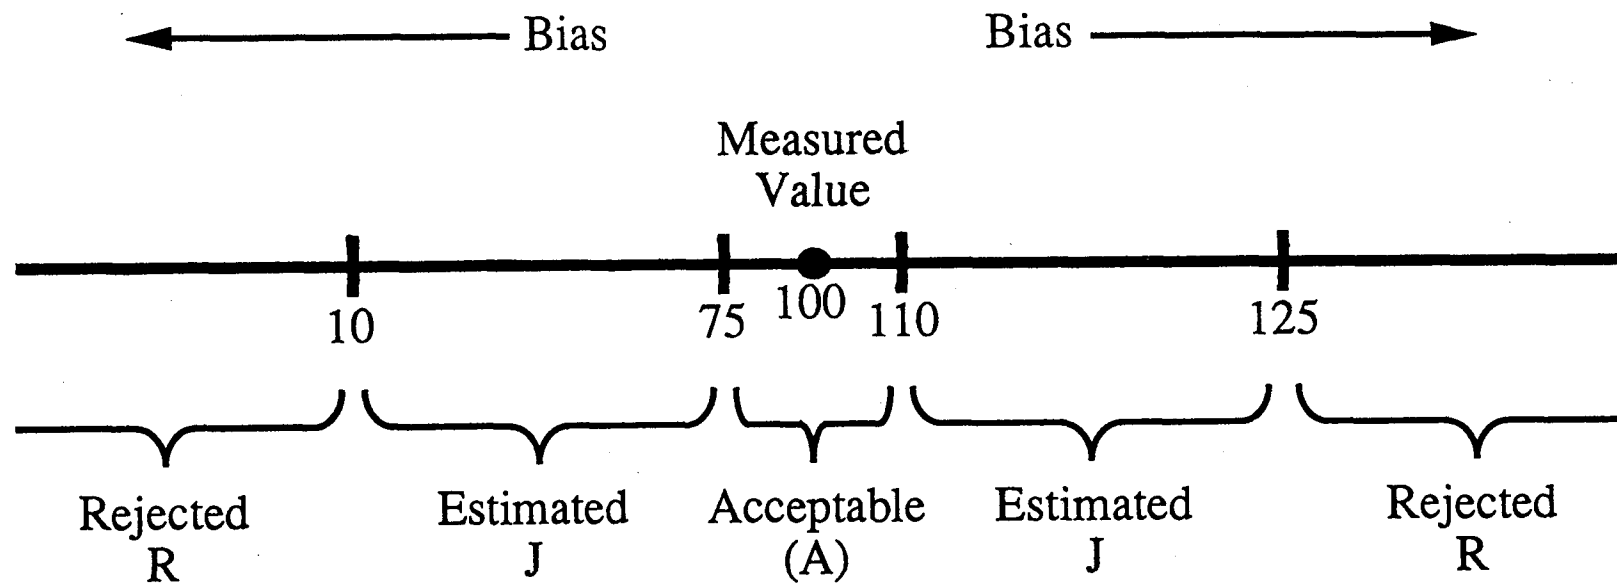 Bias
Bias
Measured
Value
10
75
100
110
125
Rejected
R
Estimated
J
Acceptable
(A)
Estimated
J
Rejected
R